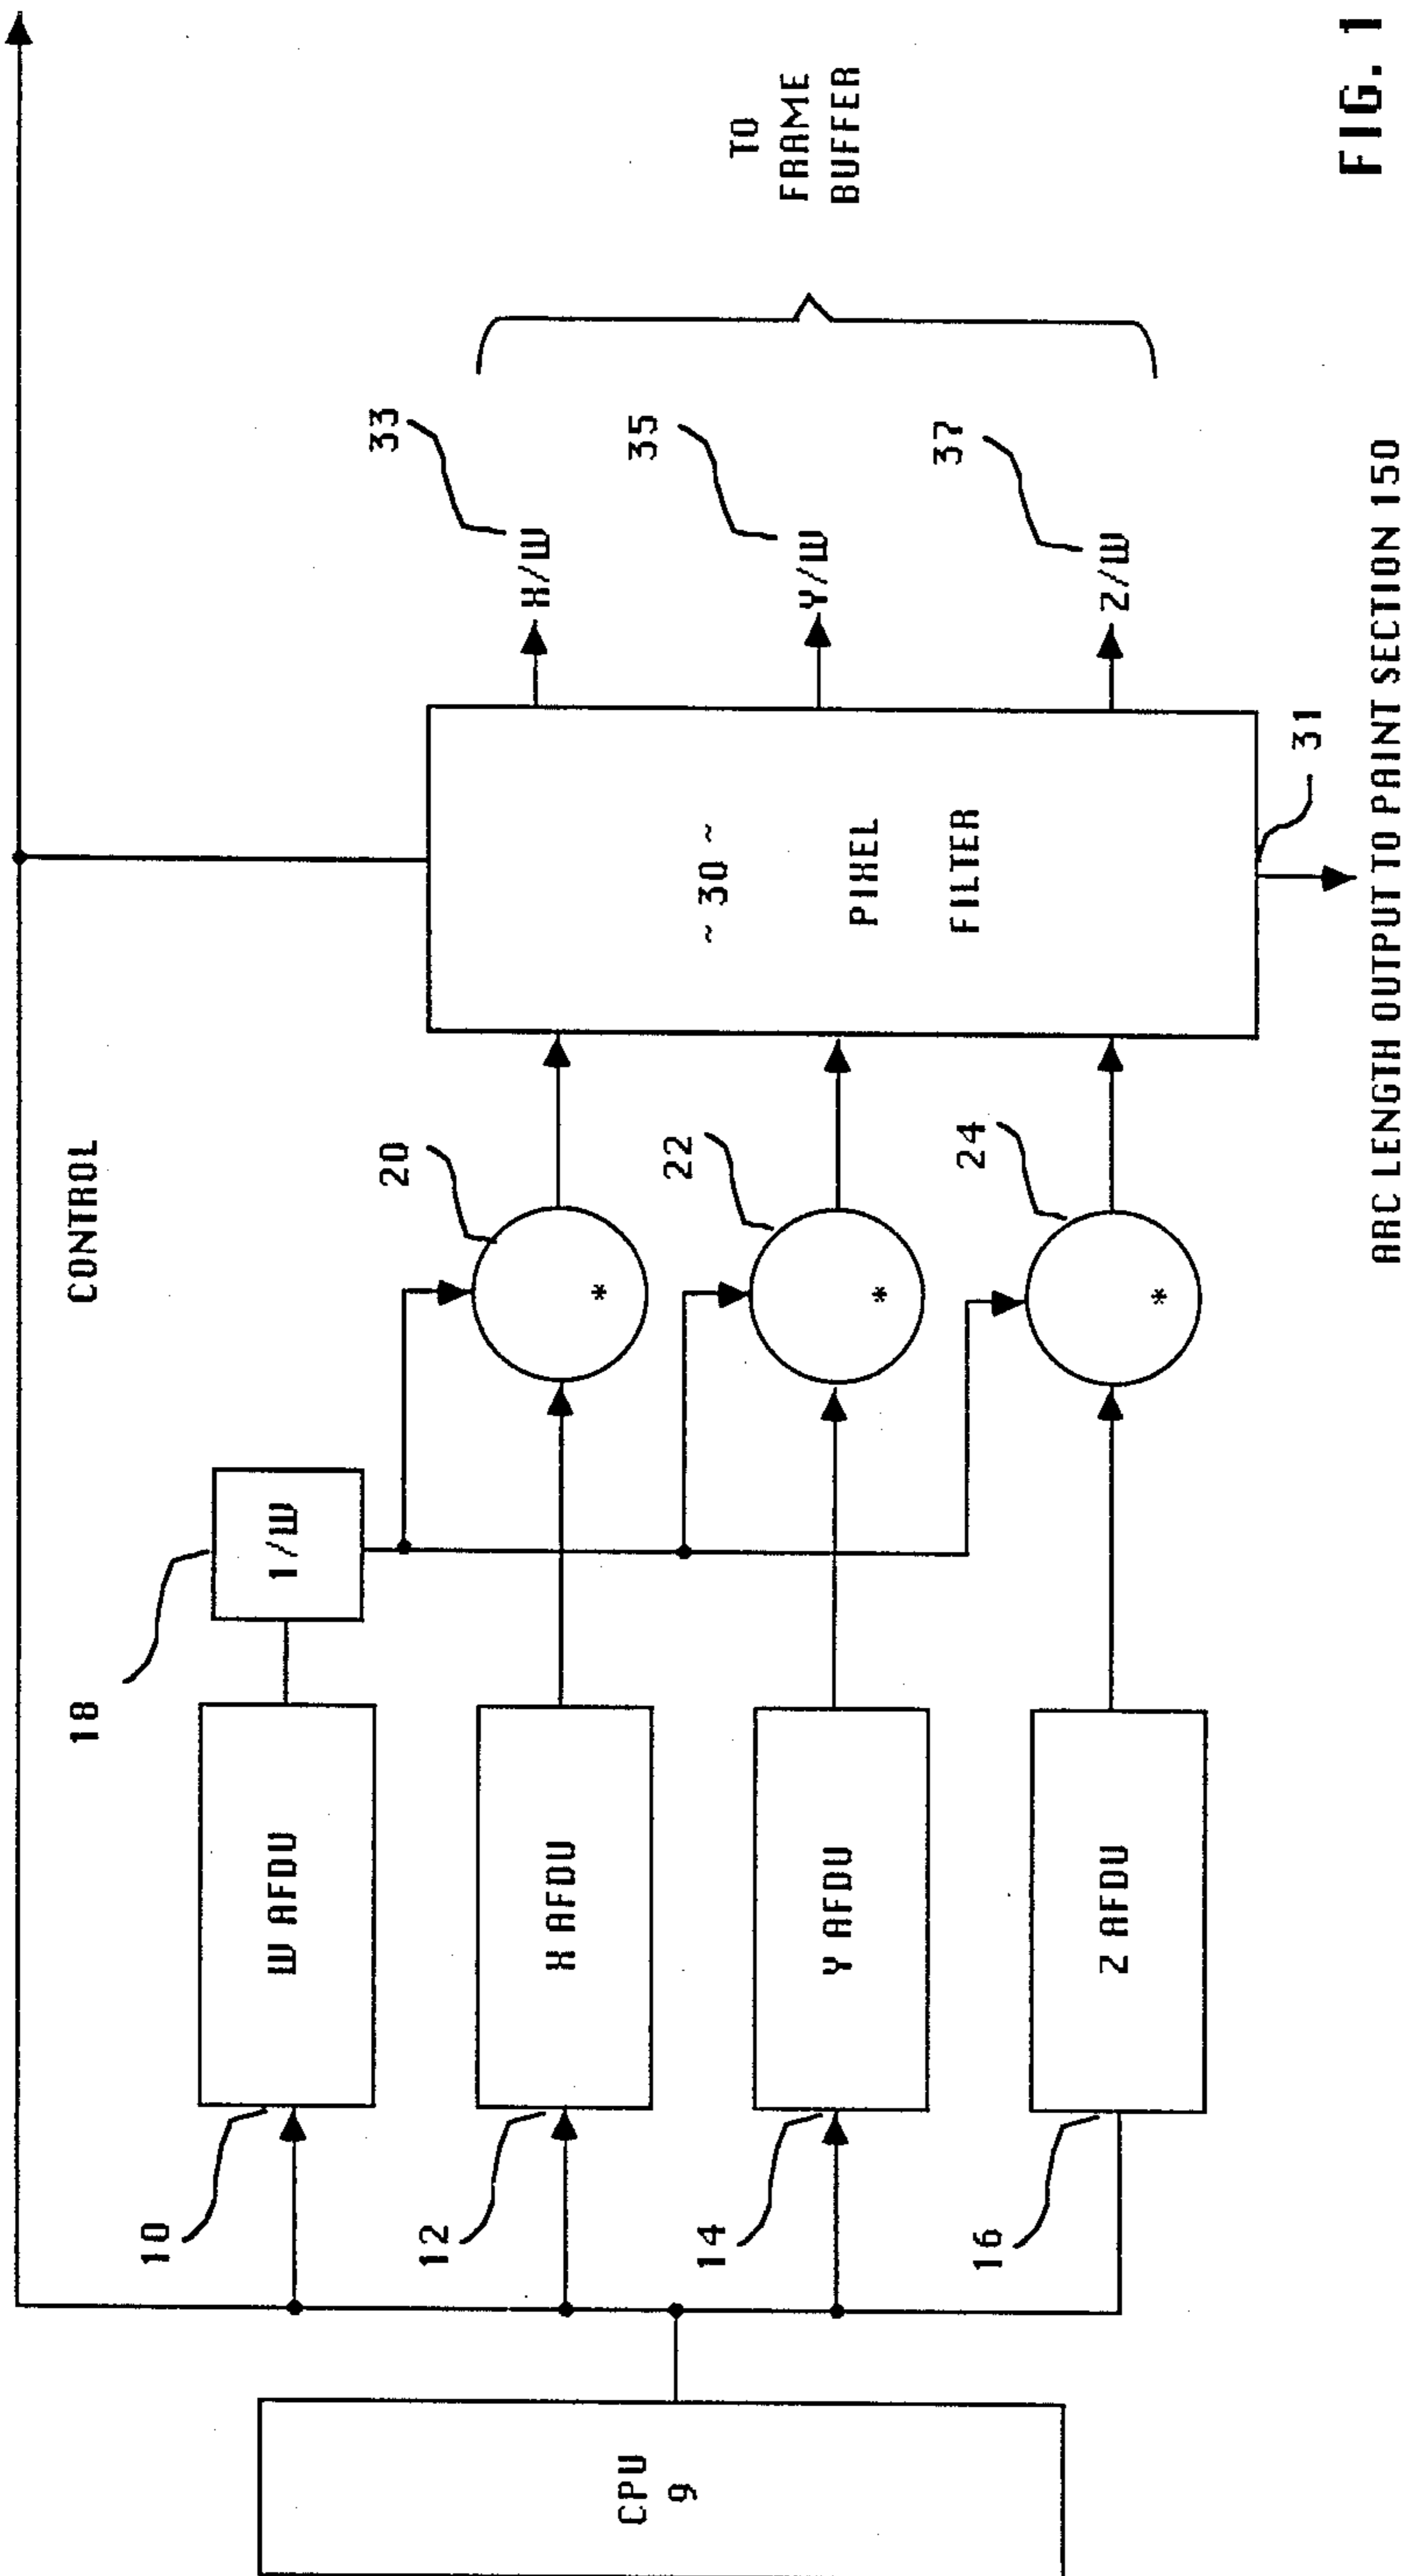 CONTROL
18
1/W
10
W AFDU
20
33
X/W
12
X AFDU
*
~ 30 ~
PIXEL
FILTER
TO
FRAME
BUFFER
CPU
9
22
35
Y/W
14
Y AFDU
*
24
37
Z/W
16
Z AFDU
*
31
ARC LENGTH OUTPUT TO PAINT SECTION 150
FIG. 1